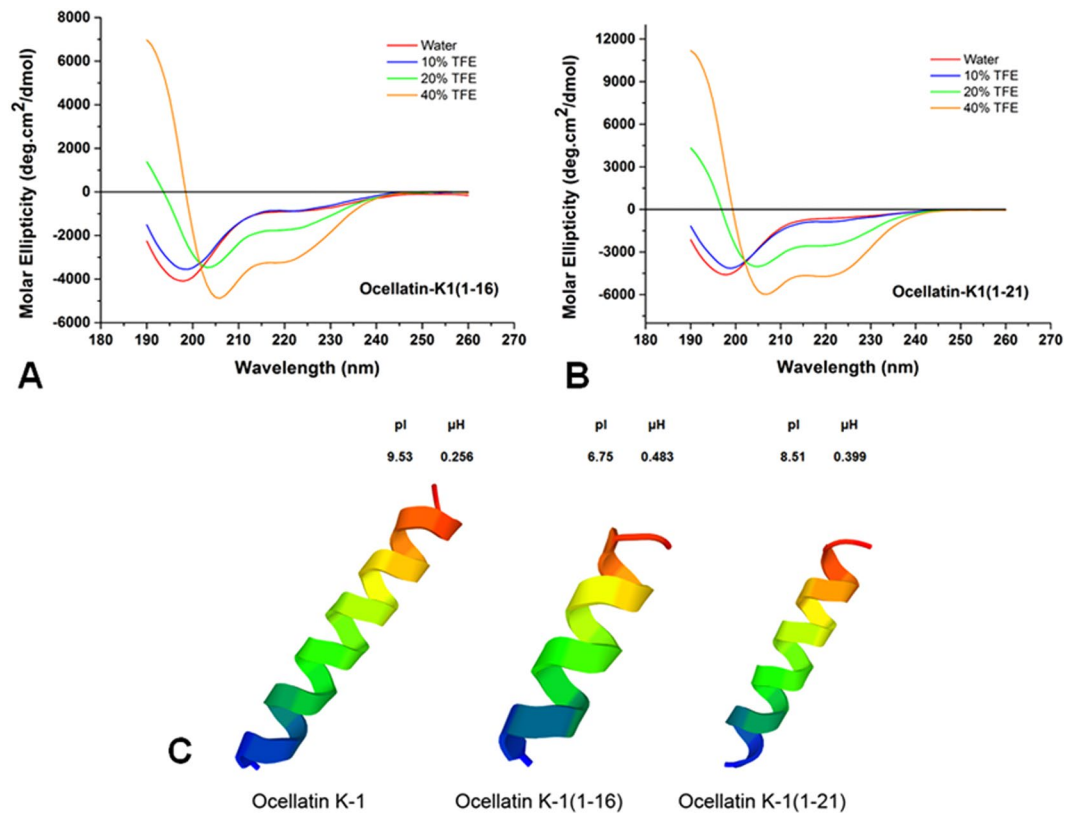 8000
6000
4000
2000
0
-2000
-4000
-6000
180 190 200 210 220 230 240 250 260 270
Molar Ellipticity (deg.cm²/dmol)
Wavelength (nm)
Water
10% TFE
20% TFE
40% TFE
Ocellatin-K1(1-16)
A
12000
9000
6000
3000
0
-3000
-6000
180 190 200 210 220 230 240 250 260 270
Molar Ellipticity (deg.cm²/dmol)
Wavelength (nm)
Water
10% TFE
20% TFE
40% TFE
Ocellatin-K1(1-21)
B
pI µH
9.53 0.256
pI µH
6.75 0.483
pI µH
8.51 0.399
C
Ocellatin K-1
Ocellatin K-1(1-16)
Ocellatin K-1(1-21)